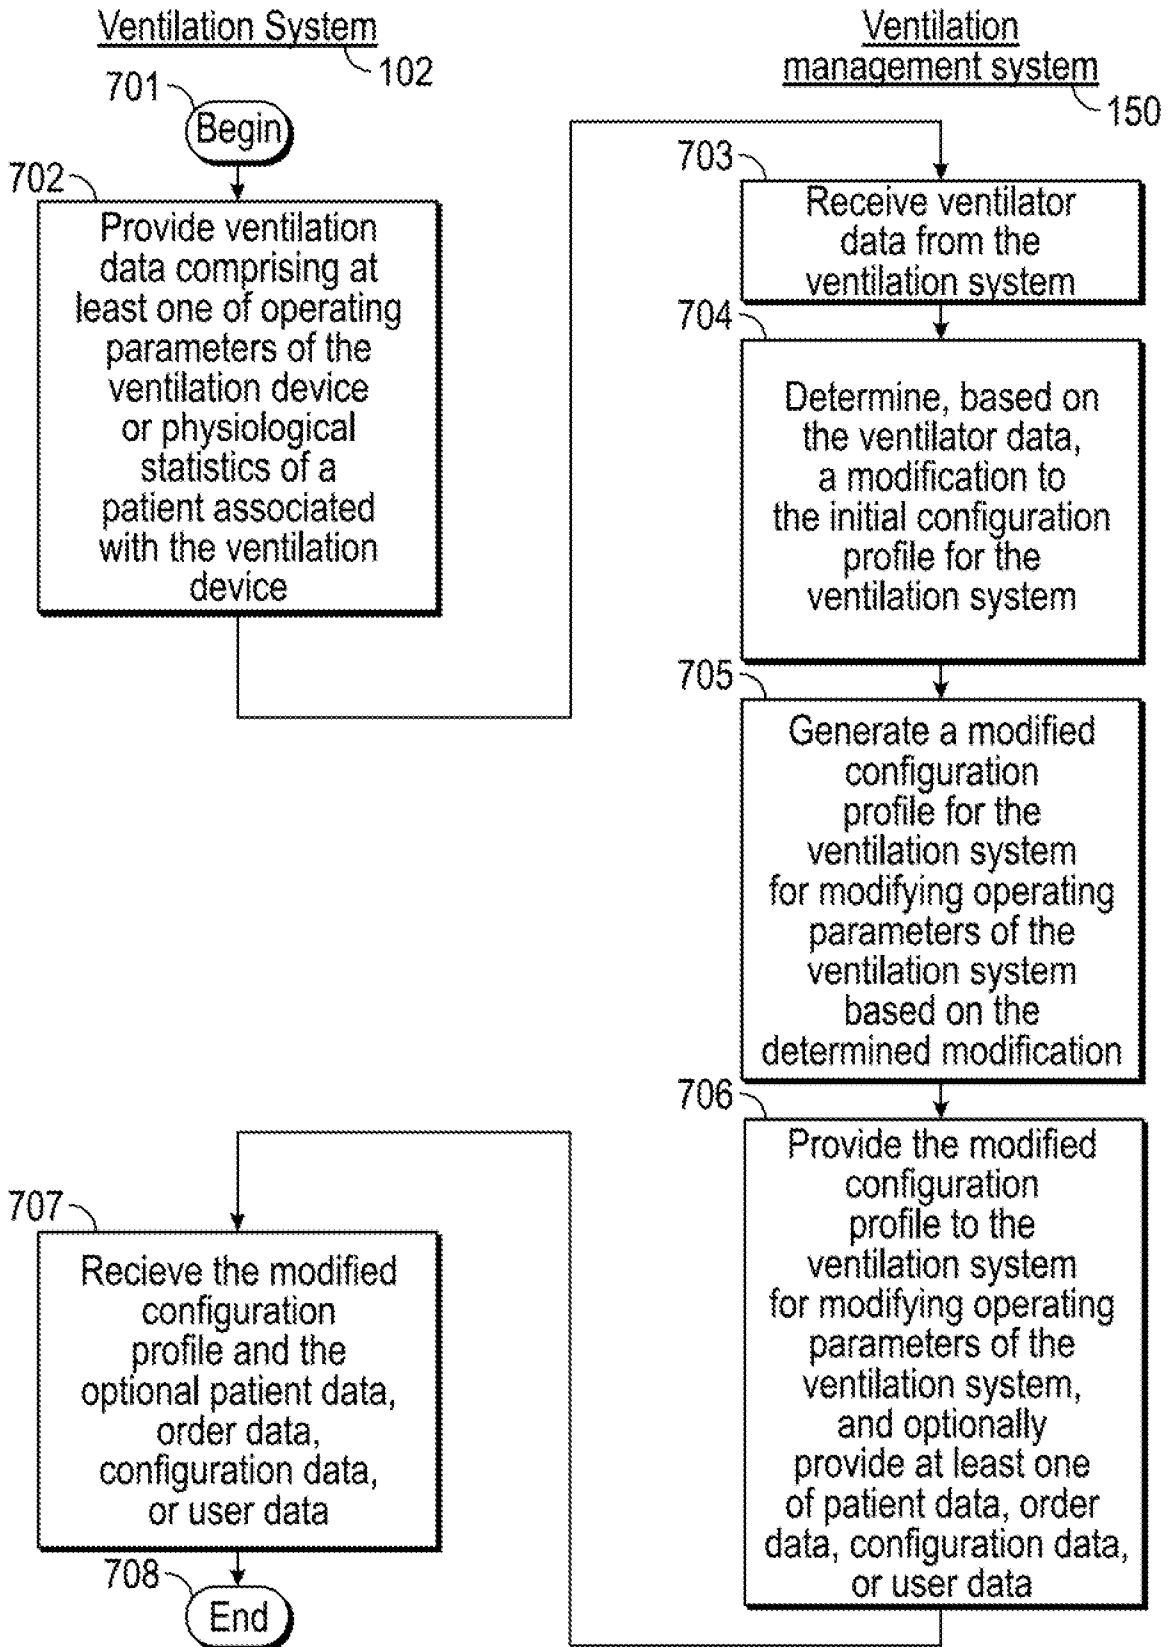 Ventilation System
102
701
Begin
702
Provide ventilation
data comprising at
least one of operating
parameters of the
ventilation device
or physiological
statistics of a
patient associated
with the ventilation
device
Ventilation
management system
150
703
Receive ventilator
data from the
ventilation system
704
Determine, based on
the ventilator data,
a modification to
the initial configuration
profile for the
ventilation system
705
Generate a modified
configuration
profile for the
ventilation system
for modifying operating
parameters of the
ventilation system
based on the
determined modification
706
Provide the modified
configuration
profile to the
ventilation system
for modifying operating
parameters of the
ventilation system,
and optionally
provide at least one
of patient data, order
data, configuration data,
or user data
707
Recieve the modified
configuration
profile and the
optional patient data,
order data,
configuration data,
or user data
708
End